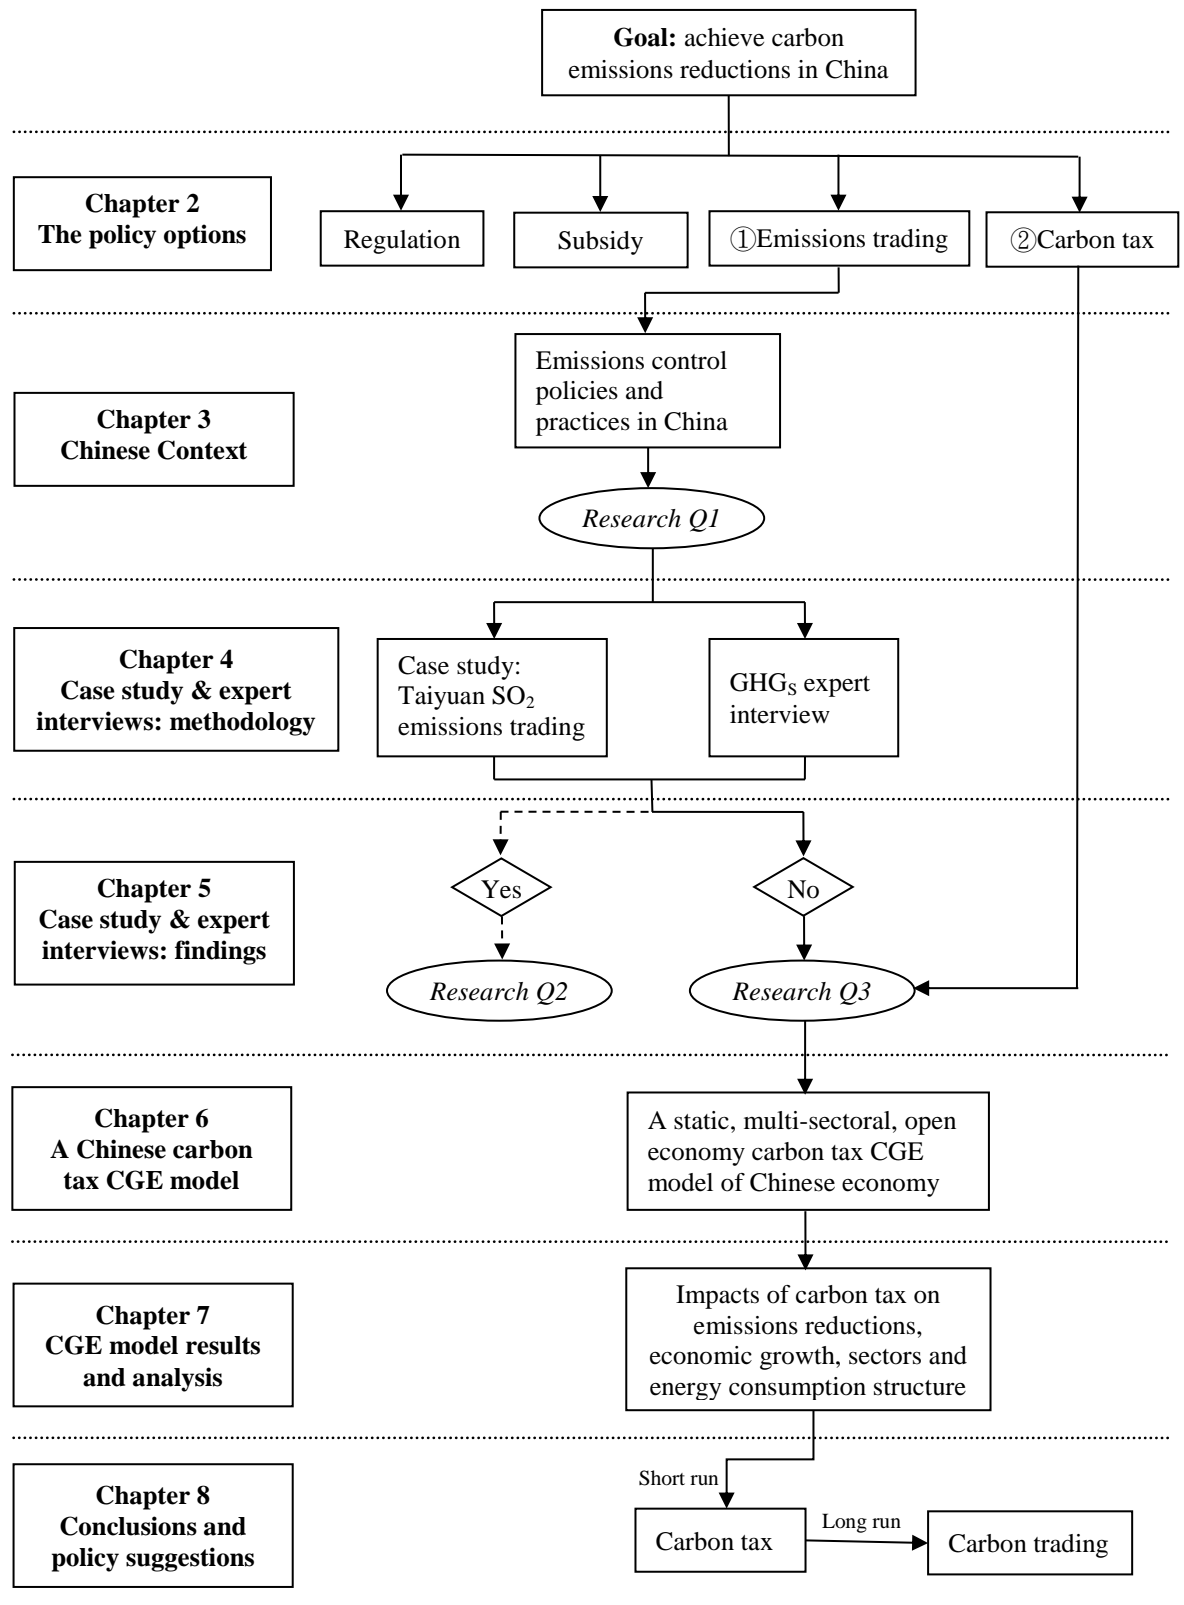 Goal: achieve carbon
emissions reductions in China
Chapter 2
The policy options
Regulation
Subsidy
①Emissions trading
②Carbon tax
Chapter 3
Chinese Context
Emissions control
policies and
practices in China
Research Q1
Chapter 4
Case study & expert
interviews: methodology
Case study:
Taiyuan SO₂
emissions trading
GHGS expert
interview
Chapter 5
Case study & expert
interviews: findings
Yes
No
Research Q2
Research Q3
Chapter 6
A Chinese carbon
tax CGE model
A static, multi-sectoral, open
economy carbon tax CGE
model of Chinese economy
Chapter 7
CGE model results
and analysis
Impacts of carbon tax on
emissions reductions,
economic growth, sectors and
energy consumption structure
Chapter 8
Conclusions and
policy suggestions
Short run
Carbon tax
Long run
Carbon trading